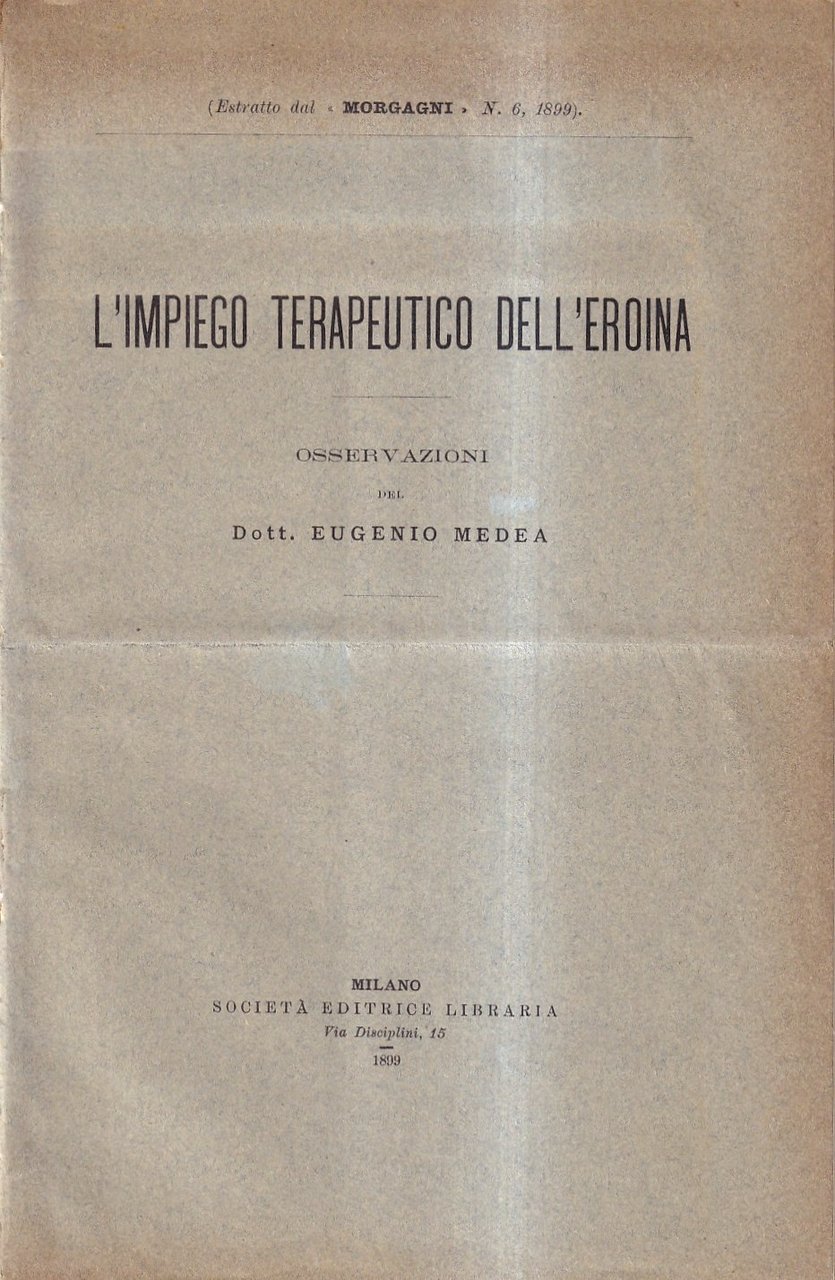 (Estratto dal « MORGAGNI » N. 6, 1899).
L'IMPIEGO TERAPEUTICO DELL'EROINA
OSSERVAZIONI
DEL
Dott. EUGENIO MEDEA
MILANO
SOCIETÀ EDITRICE LIBRARIA
Via Disciplini, 15
1899